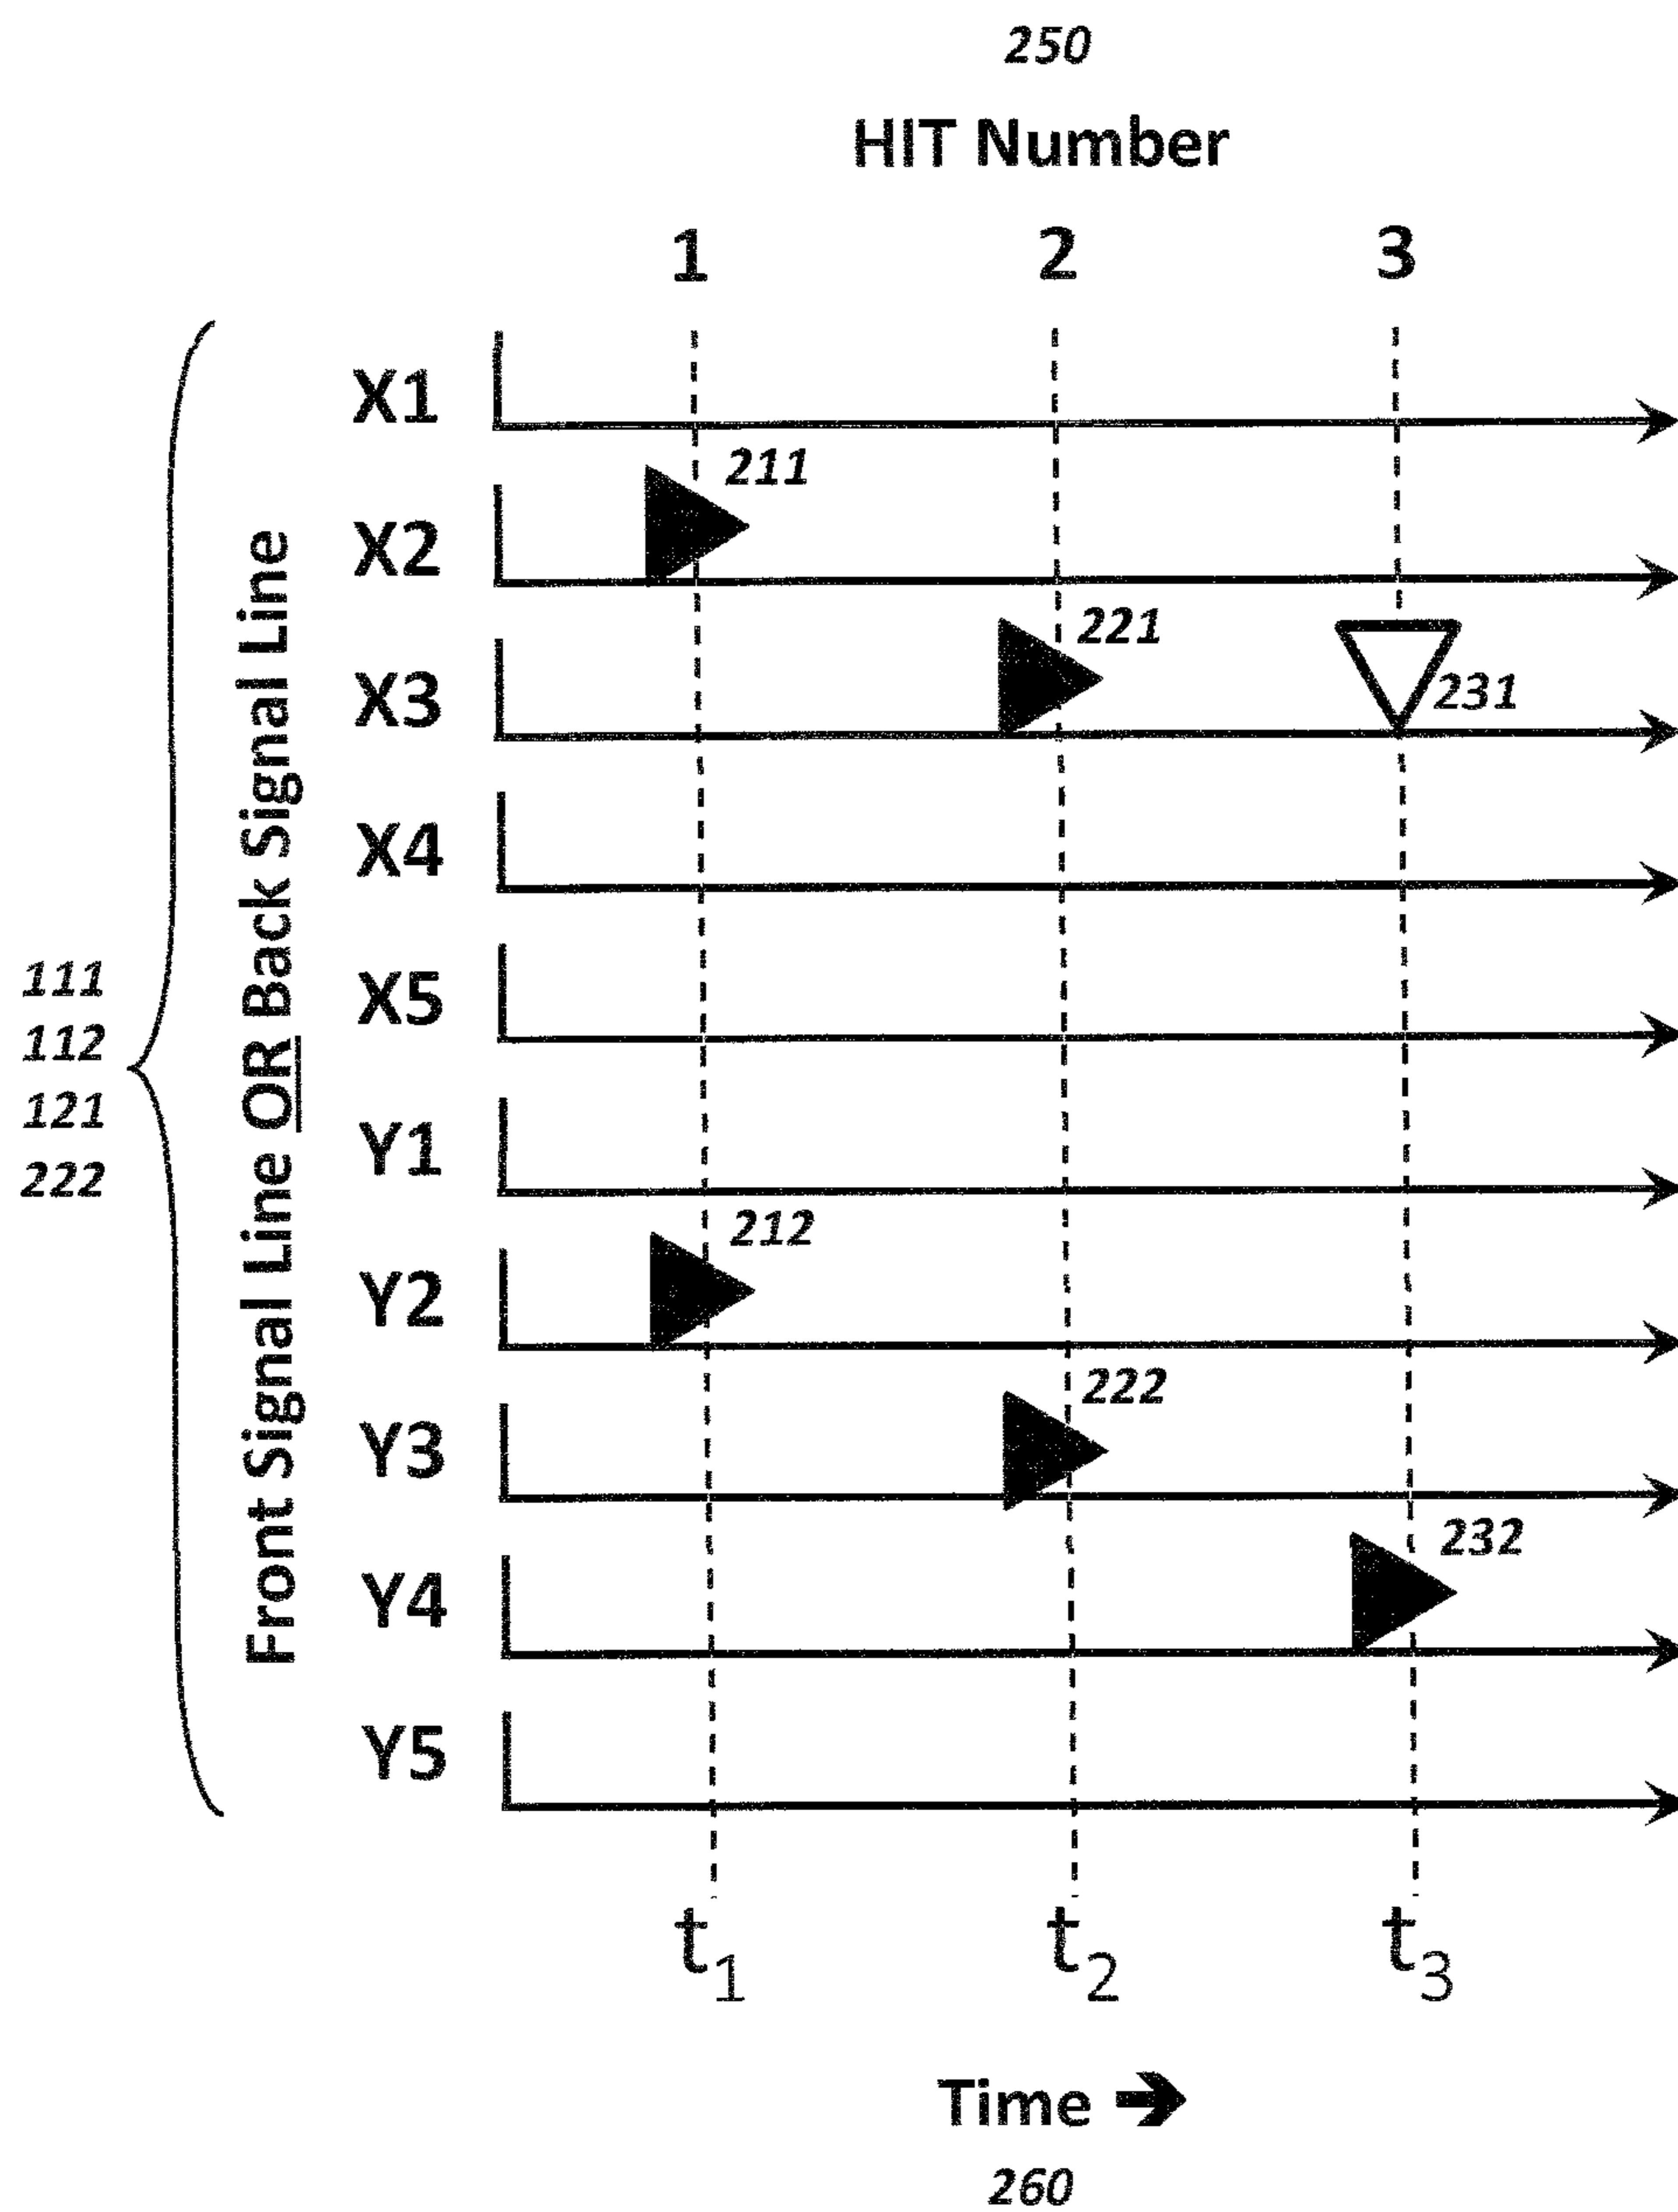 250
HIT Number
1 2 3
X1
211
X2
221
X3
231
X4
X5
111
112
121
222
Front Signal Line OR Back Signal Line
Y1
212
Y2
222
Y3
232
Y4
Y5
t1 t2 t3
Time →
260